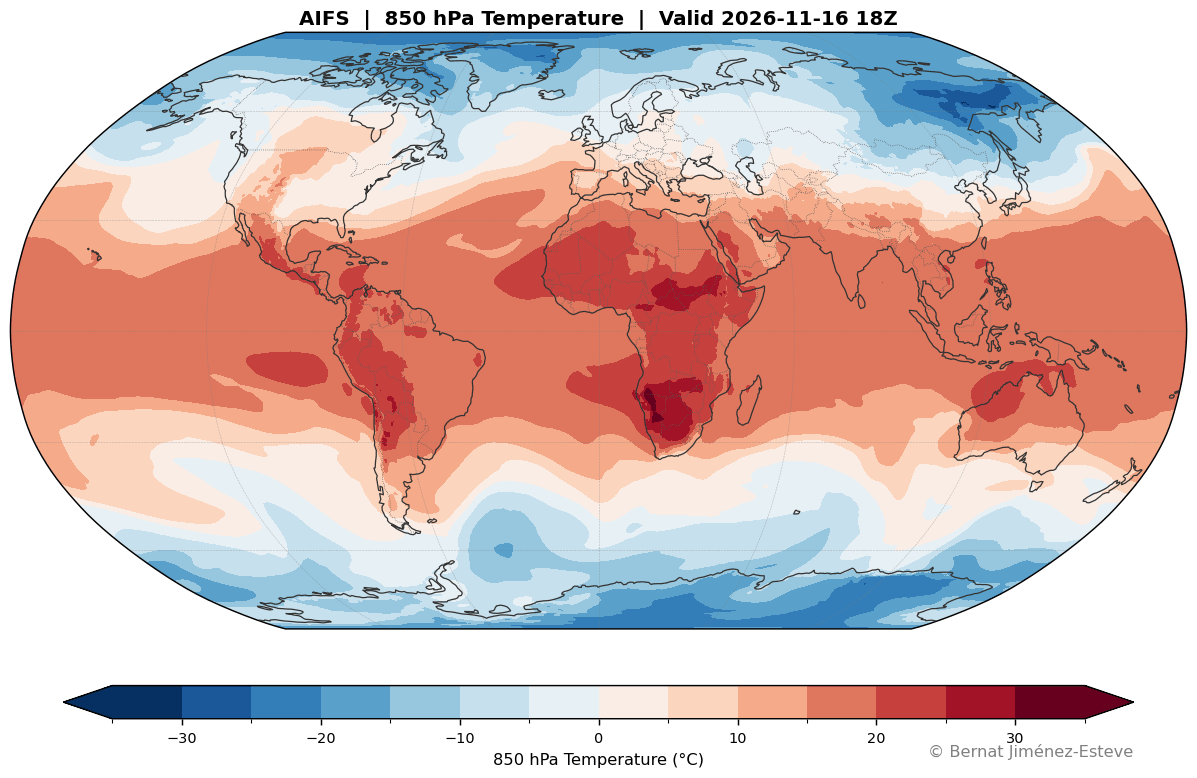 AIFS | 850 hPa Temperature | Valid 2026-11-16 18Z
−30 −20 −10 0 10 20 30
850 hPa Temperature (°C)
© Bernat Jiménez-Esteve